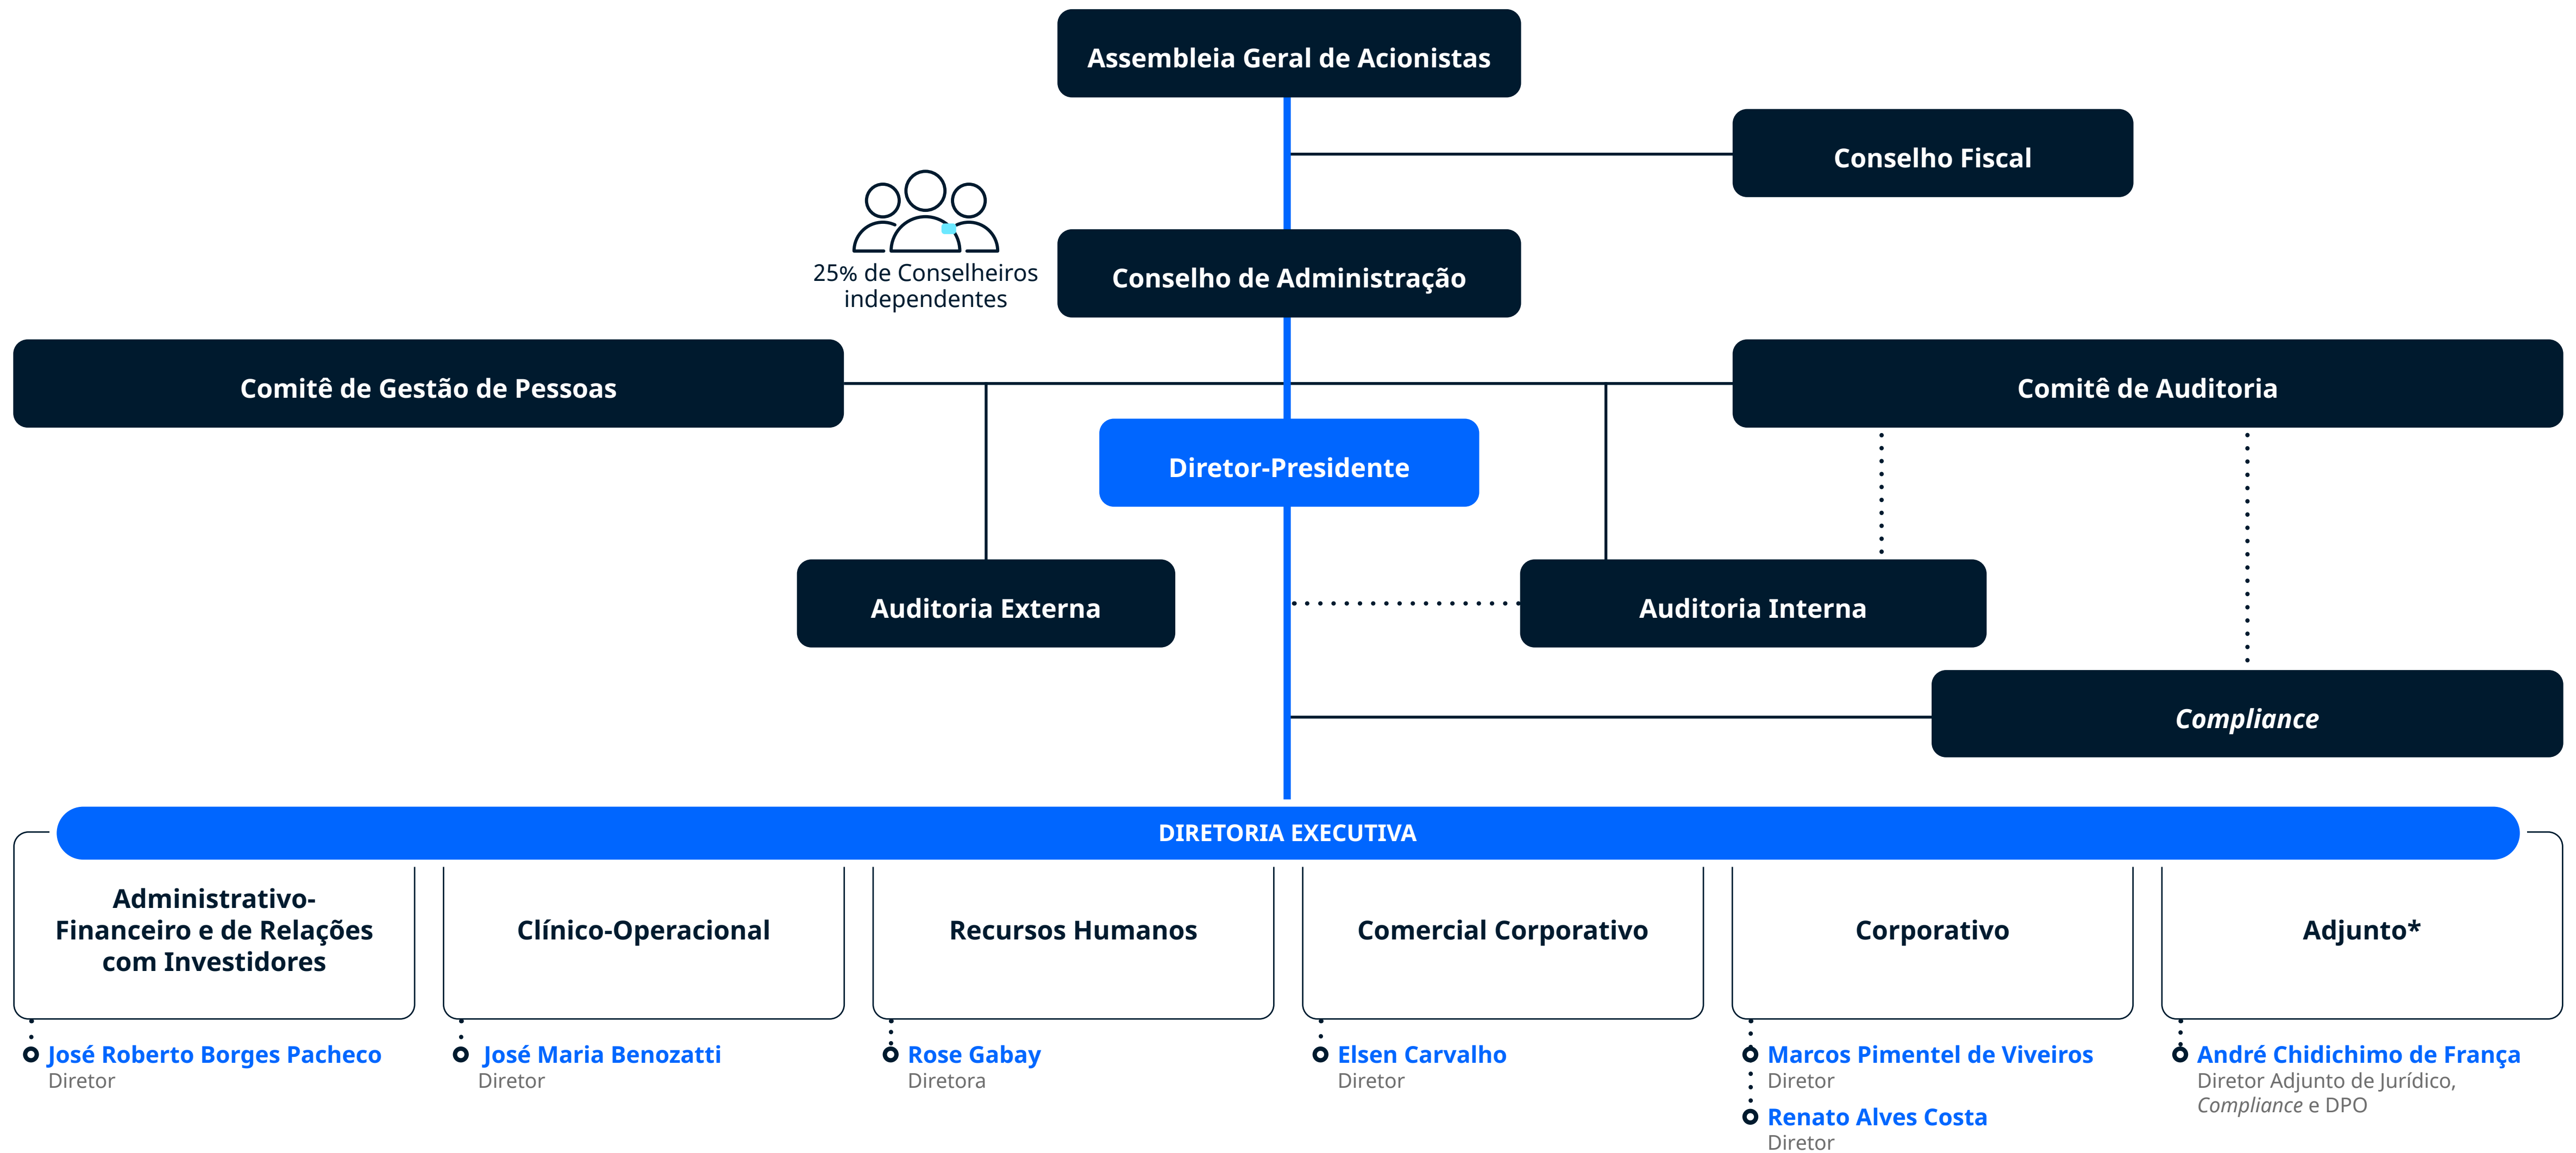 Assembleia Geral de Acionistas
Conselho Fiscal
25% de Conselheiros
independentes
Conselho de Administração
Comitê de Gestão de Pessoas
Comitê de Auditoria
Diretor-Presidente
Auditoria Externa
Auditoria Interna
Compliance
DIRETORIA EXECUTIVA
Administrativo-
Financeiro e de Relações
com Investidores
Clínico-Operacional
Recursos Humanos
Comercial Corporativo
Corporativo
Adjunto*
José Roberto Borges Pacheco
Diretor
José Maria Benozatti
Diretor
Rose Gabay
Diretora
Elsen Carvalho
Diretor
Marcos Pimentel de Viveiros
Diretor
Renato Alves Costa
Diretor
André Chidichimo de França
Diretor Adjunto de Jurídico,
Compliance e DPO